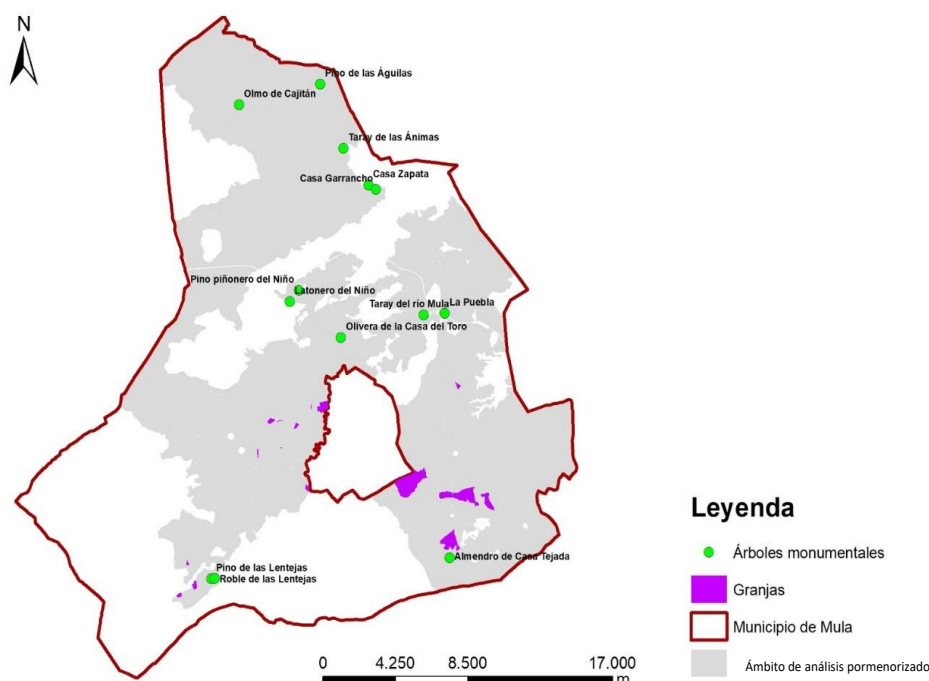 N
Pino de las Águilas
Olmo de Cajitán
Taray de las Ánimas
Casa Zapata
Casa Garrancho
Pino piñonero del Niño
Latonero del Niño
Taray del río Mula
La Puebla
Olivera de la Casa del Toro
Almendro de Casa Tejada
Pino de las Lentejas
Roble de las Lentejas
Leyenda
Árboles monumentales
Granjas
Municipio de Mula
Ámbito de análisis pormenorizado
0 4.250 8.500 17.000
m